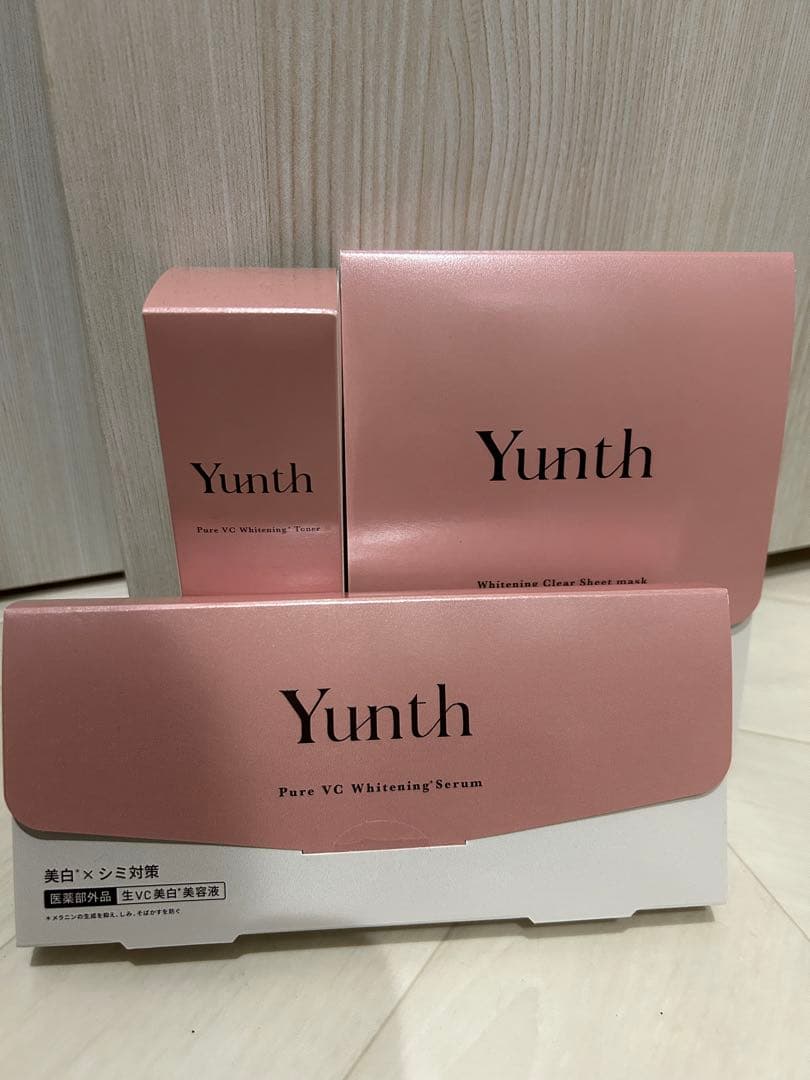 Yunth
Pure VC Whitening* Toner
Yunth
Whitening Clear Sheet mask
Yunth
Pure VC Whitening* Serum
美白*×シミ対策
医薬部外品 生VC美白*美容液
*メラニンの生成を抑え、しみ、そばかすを防ぐ